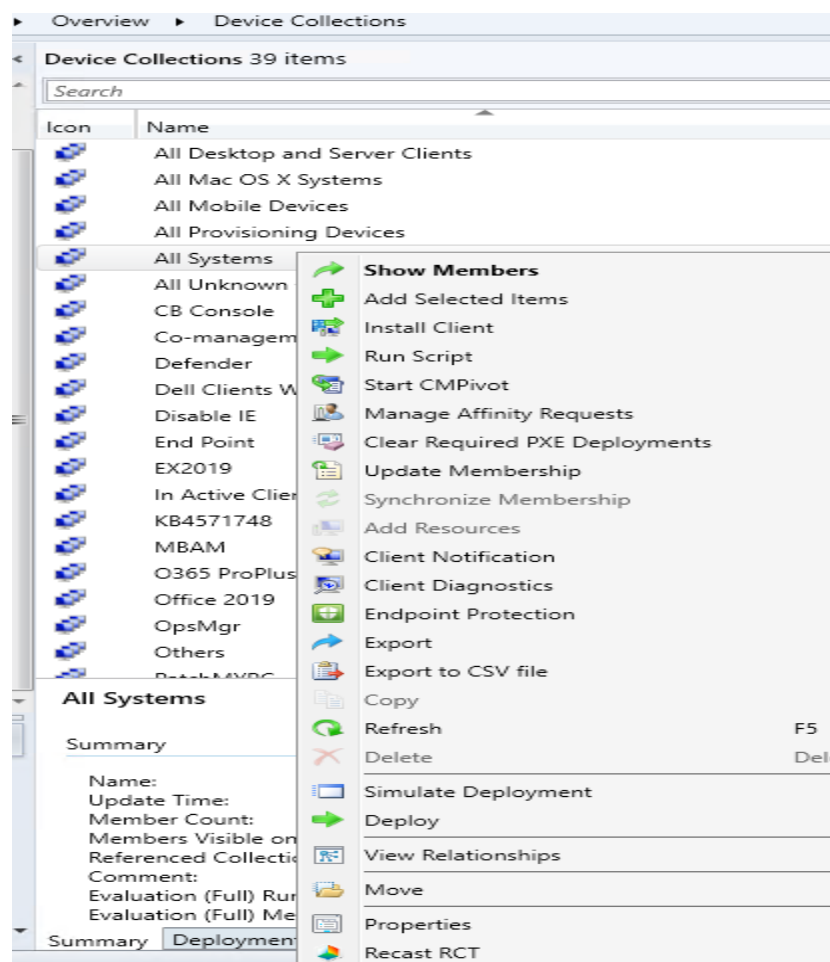 Overview ▸ Device Collections
Device Collections 39 items
Search
Icon Name
All Desktop and Server Clients
All Mac OS X Systems
All Mobile Devices
All Provisioning Devices
All Systems
All Unknown
CB Console
Co-managem
Defender
Dell Clients W
Disable IE
End Point
EX2019
In Active Clier
KB4571748
MBAM
O365 ProPlus
Office 2019
OpsMgr
Others
PatchMYPC
Show Members
Add Selected Items
Install Client
Run Script
Start CMPivot
Manage Affinity Requests
Clear Required PXE Deployments
Update Membership
Synchronize Membership
Add Resources
Client Notification
Client Diagnostics
Endpoint Protection
Export
Export to CSV file
Copy
Refresh F5
Delete Del
Simulate Deployment
Deploy
View Relationships
Move
Properties
Recast RCT
All Systems
Summary
Name:
Update Time:
Member Count:
Members Visible on
Referenced Collectio
Comment:
Evaluation (Full) Rur
Evaluation (Full) Me
Summary Deploymen